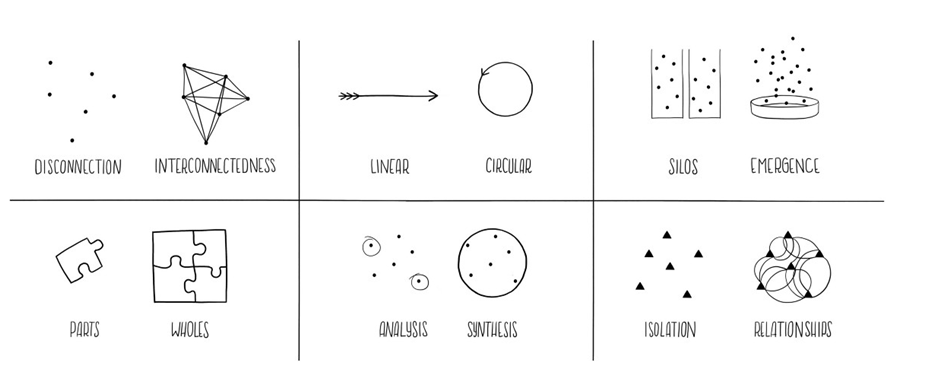 DISCONNECTION INTERCONNECTEDNESS
LINEAR CIRCULAR
SILOS EMERGENCE
PARTS WHOLES
ANALYSIS SYNTHESIS
ISOLATION RELATIONSHIPS